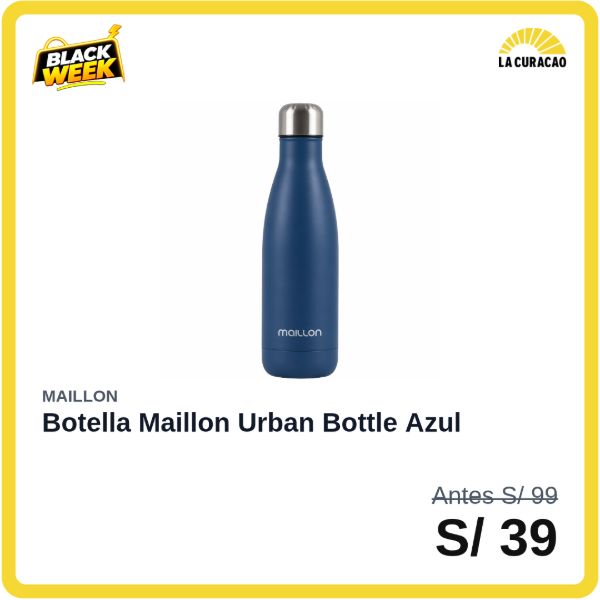 BLACK
WEEK
LA CURACAO
maillon
MAILLON
Botella Maillon Urban Bottle Azul
Antes S/ 99
S/ 39